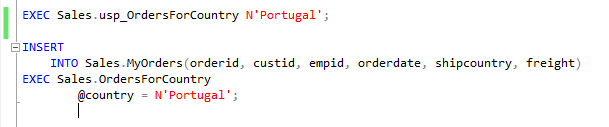 EXEC Sales.usp_OrdersForCountry N'Portugal';
INSERT
INTO Sales.MyOrders(orderid, custid, empid, orderdate, shipcountry, freight)
EXEC Sales.OrdersForCountry
@country = N'Portugal';